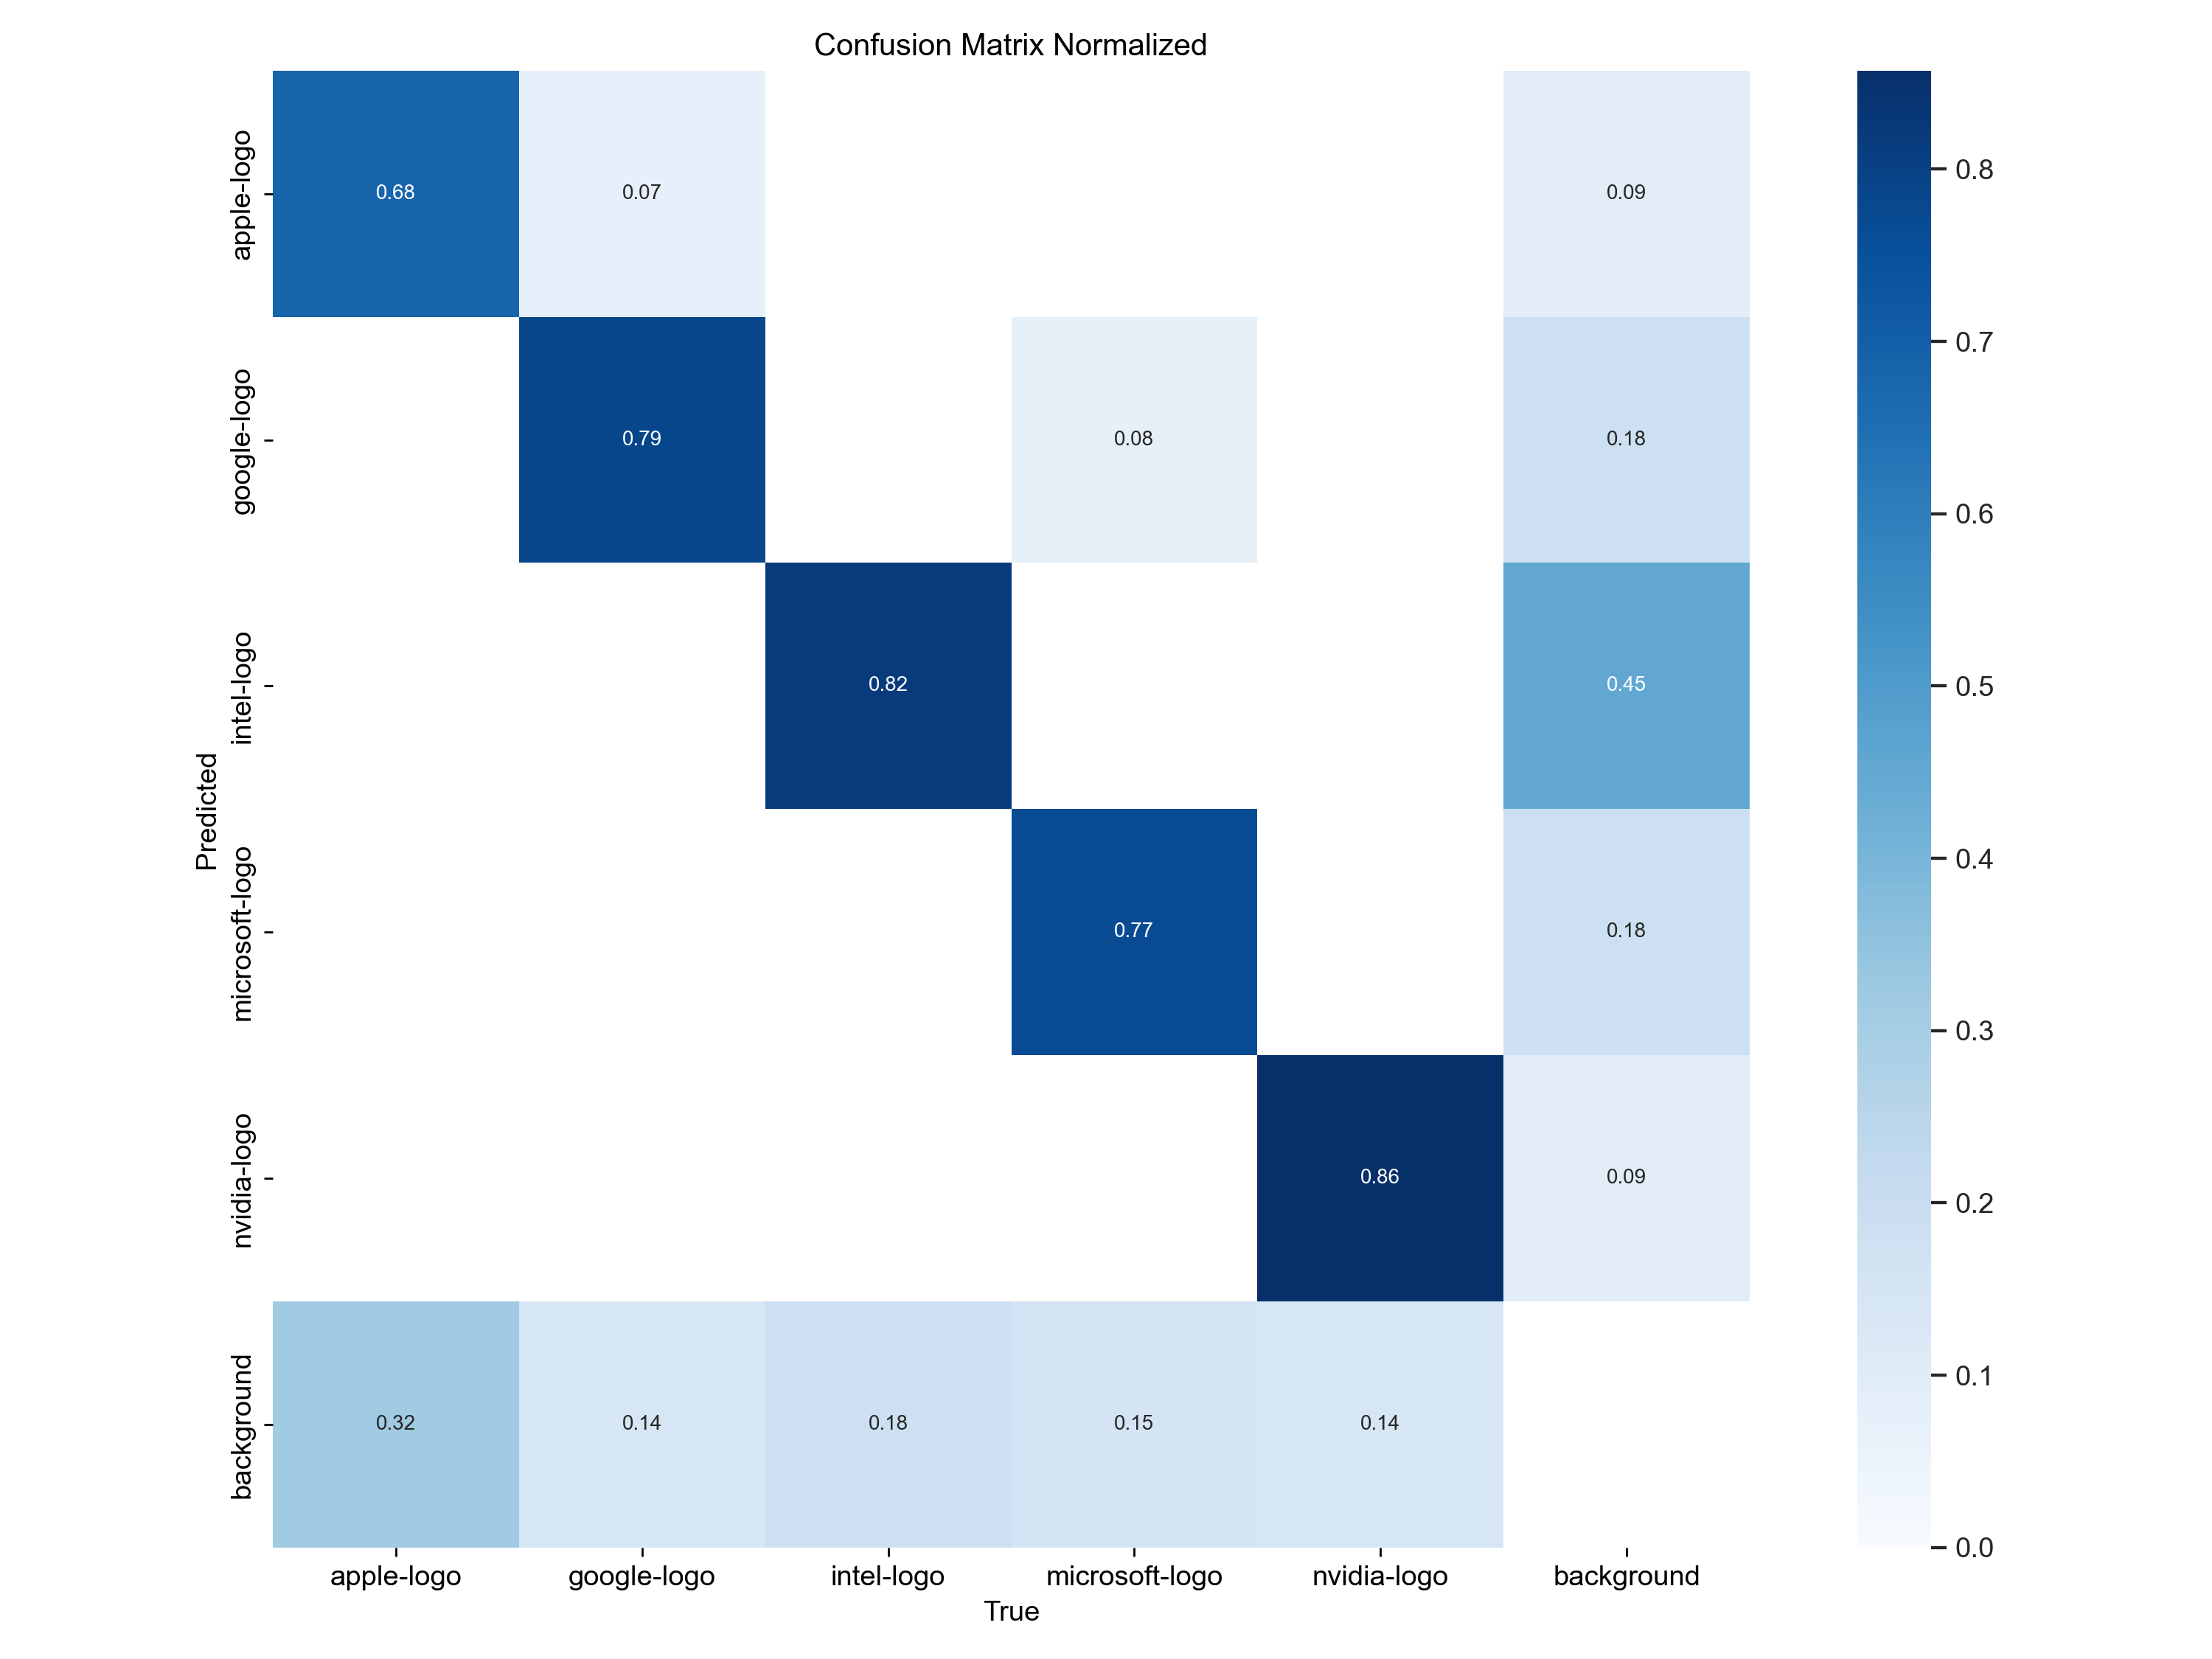 Confusion Matrix Normalized
apple-logo
0.68
0.07
0.09
google-logo
0.79
0.08
0.18
intel-logo
0.82
0.45
microsoft-logo
0.77
0.18
nvidia-logo
0.86
0.09
background
0.32
0.14
0.18
0.15
0.14
Predicted
apple-logo
google-logo
intel-logo
microsoft-logo
nvidia-logo
background
True
0.8
0.7
0.6
0.5
0.4
0.3
0.2
0.1
0.0